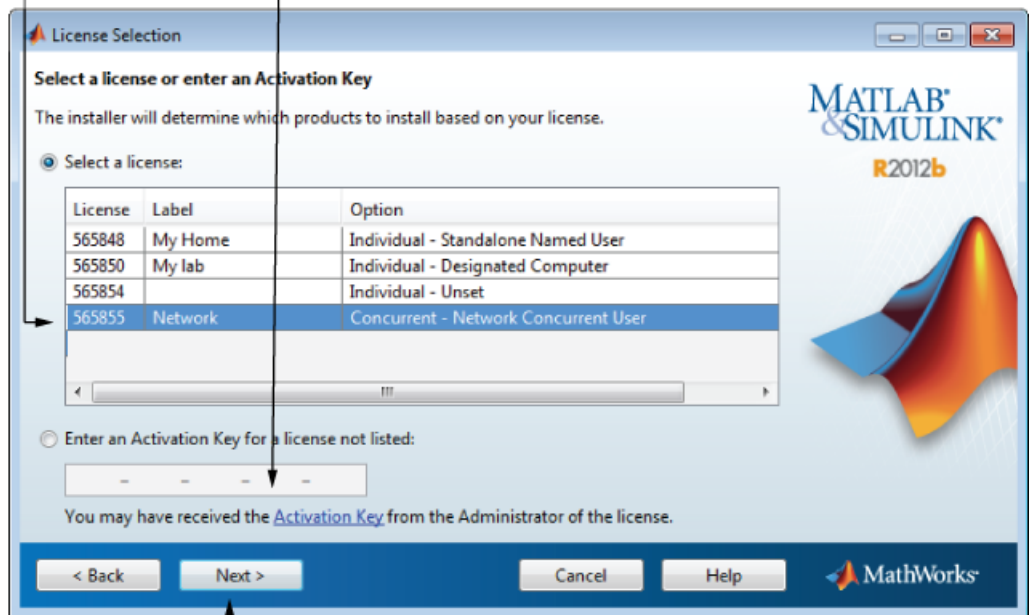 License Selection
Select a license or enter an Activation Key
The installer will determine which products to install based on your license.
MATLAB®
&SIMULINK®
R2012b
Select a license:
License Label Option
565848 My Home Individual - Standalone Named User
565850 My lab Individual - Designated Computer
565854 Individual - Unset
565855 Network Concurrent - Network Concurrent User
Enter an Activation Key for a license not listed:
- - - -
You may have received the Activation Key from the Administrator of the license.
< Back Next > Cancel Help MathWorks®